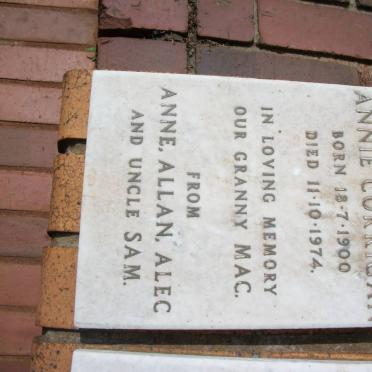 ANNIE CORRIGAN
BORN 18·7·1900
DIED 11·10·1974.
IN LOVING MEMORY
OUR GRANNY MAC.
FROM
ANNE, ALLAN, ALEC
AND UNCLE SAM.